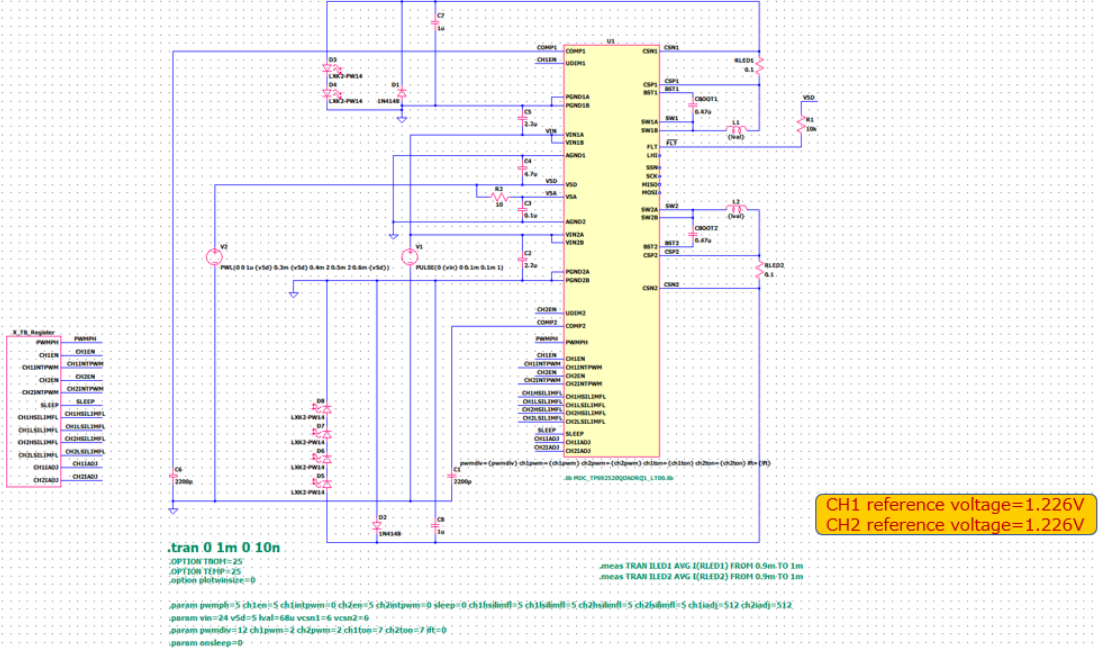 C7
1u
U1
COMP1
COMP1
CSN1
CSN1
CH1EN
UDIM1
RLED1
0.1
D3
LXK2-PW14
D4
LXK2-PW14
D1
1N4148
CSP1
CSP1
BST1
BST1
PGND1A
PGND1B
CBOOT1
0.47u
V5D
C5
2.2u
SW1A
SW1
SW1B
L1
{lval}
R1
10k
VIN
VIN1A
VIN1B
FLT
FLT
AGND1
LHI
C4
4.7u
SSN
SCK
MISO
MOSI
V5D
V5D
R2
10
V5A
V5A
C3
0.1u
SW2A
SW2
SW2B
L2
{lval}
AGND2
VIN2A
VIN2B
CBOOT2
0.47u
V2
PWL(0 0 1u {v5d} 0.3m {v5d} 0.4m 2 0.5m 2 0.6m {v5d})
V1
PULSE(0 {vin} 0 0.1m 0.1m 1)
C2
2.2u
BST2
BST2
CSP2
CSP2
RLED2
0.1
PGND2A
PGND2B
CSN2
CSN2
CH2EN
UDIM2
COMP2
COMP2
X_TB_Register
PWMPH
PWMPH
CH1EN
CH1EN
CH1INTPWM
CH1INTPWM
CH2EN
CH2EN
CH2INTPWM
CH2INTPWM
SLEEP
SLEEP
CH1HSILIMFL
CH1HSILIMFL
CH1LSILIMFL
CH1LSILIMFL
CH2HSILIMFL
CH2HSILIMFL
CH2LSILIMFL
CH2LSILIMFL
CH1IADJ
CH1IADJ
CH2IADJ
CH2IADJ
PWMPH
PWMPH
CH1EN
CH1EN
CH1INTPWM
CH1INTPWM
CH2EN
CH2EN
CH2INTPWM
CH2INTPWM
CH1HSILIMFL
CH1HSILIMFL
CH1LSILIMFL
CH1LSILIMFL
CH2HSILIMFL
CH2HSILIMFL
CH2LSILIMFL
CH2LSILIMFL
SLEEP
SLEEP
CH1IADJ
CH1IADJ
CH2IADJ
CH2IADJ
D8
LXK2-PW14
D7
LXK2-PW14
D6
LXK2-PW14
D5
LXK2-PW14
C6
2200p
C1
2200p
pwmdiv={pwmdiv} ch1pwm={ch1pwm} ch2pwm={ch2pwm} ch1ton={ch1ton} ch2ton={ch2ton} ift={ift}
.lib MDC_TPS92520QDADRQ1_LT00.lib
CH1 reference voltage=1.226V
CH2 reference voltage=1.226V
D2
1N4148
C8
1u
.tran 0 1m 0 10n
.OPTION TNOM=25
.OPTION TEMP=25
.option plotwinsize=0
.meas TRAN ILED1 AVG I(RLED1) FROM 0.9m TO 1m
.meas TRAN ILED2 AVG I(RLED2) FROM 0.9m TO 1m
.param pwmph=5 ch1en=5 ch1intpwm=0 ch2en=5 ch2intpwm=0 sleep=0 ch1hsilimfl=5 ch1lsilimfl=5 ch2hsilimfl=5 ch2lsilimfl=5 ch1iadj=512 ch2iadj=512
.param vin=24 v5d=5 lval=68u vcsn1=6 vcsn2=6
.param pwmdiv=12 ch1pwm=2 ch2pwm=2 ch1ton=7 ch2ton=7 ift=0
.param onsleep=0